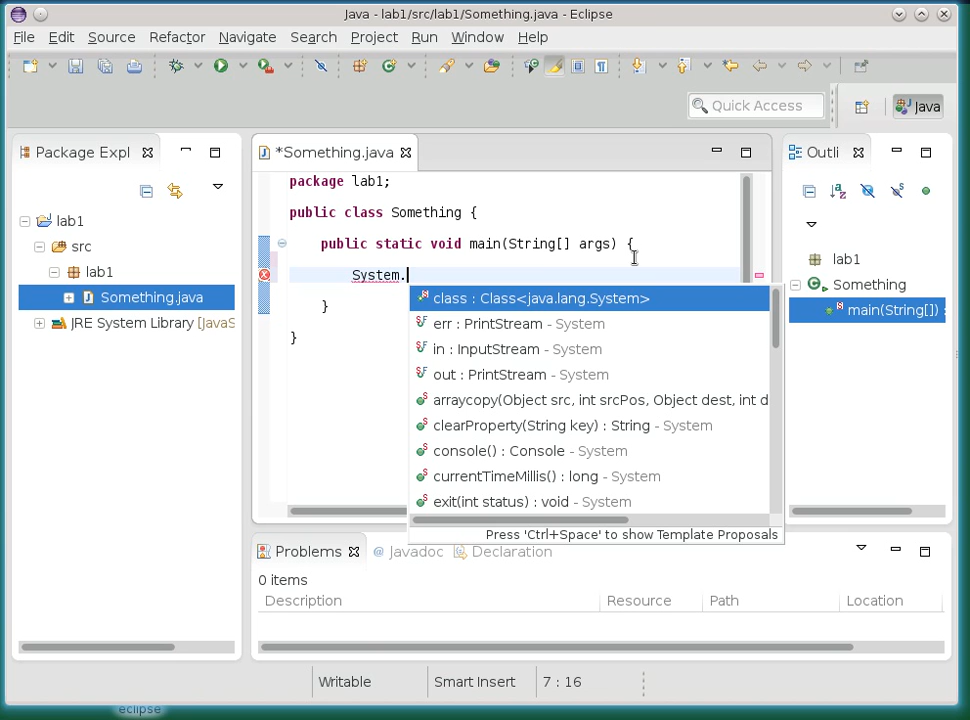 Java - lab1/src/lab1/Something.java - Eclipse
File Edit Source Refactor Navigate Search Project Run Window Help
Quick Access
Java
Package Expl
lab1
src
lab1
Something.java
JRE System Library [JavaS
*Something.java
package lab1;
public class Something {
public static void main(String[] args) {
System.
}
}
class : Class<java.lang.System>
err : PrintStream - System
in : InputStream - System
out : PrintStream - System
arraycopy(Object src, int srcPos, Object dest, int d
clearProperty(String key) : String - System
console() : Console - System
currentTimeMillis() : long - System
exit(int status) : void - System
Press 'Ctrl+Space' to show Template Proposals
Outli
lab1
Something
main(String[]) :
Problems @ Javadoc Declaration
0 items
Description Resource Path Location
Writable Smart Insert 7 : 16
eclipse